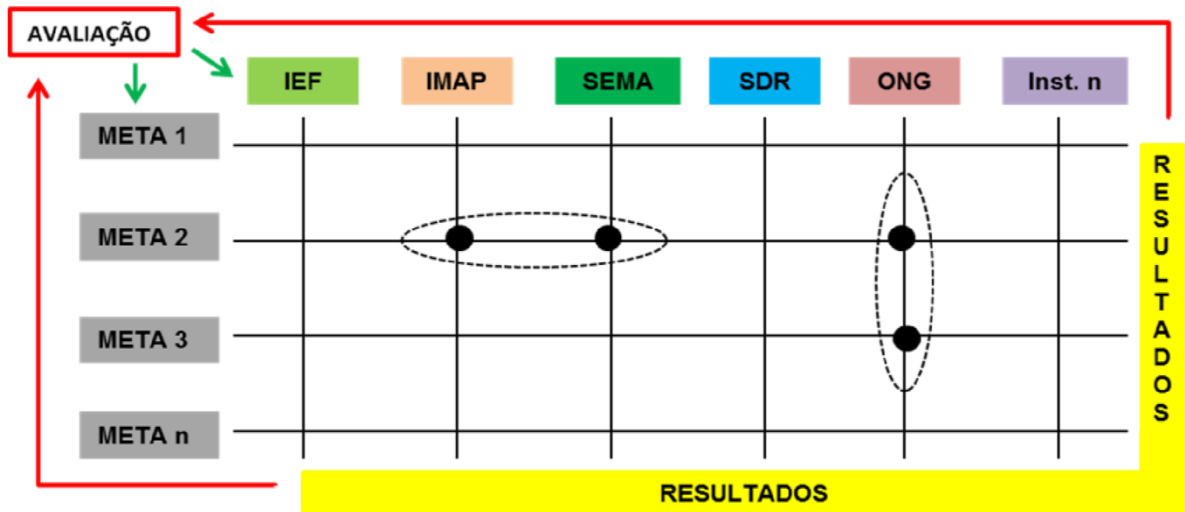 AVALIAÇÃO
IEF
IMAP
SEMA
SDR
ONG
Inst. n
META 1
META 2
META 3
META n
RESULTADOS
RESULTADOS